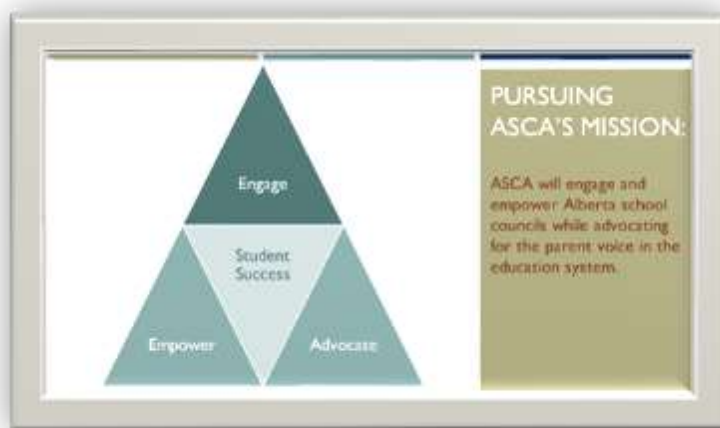 Engage
Student
Success
Empower
Advocate
PURSUING
ASCA'S MISSION:
ASCA will engage and
empower Alberta school
councils while advocating
for the parent voice in the
education system.